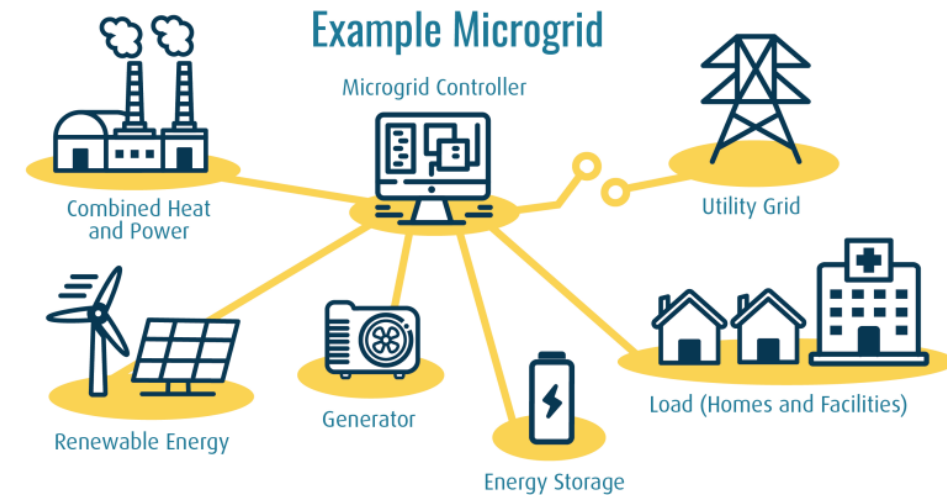 Example Microgrid
Microgrid Controller
Combined Heat
and Power
Utility Grid
Renewable Energy
Generator
Energy Storage
Load (Homes and Facilities)